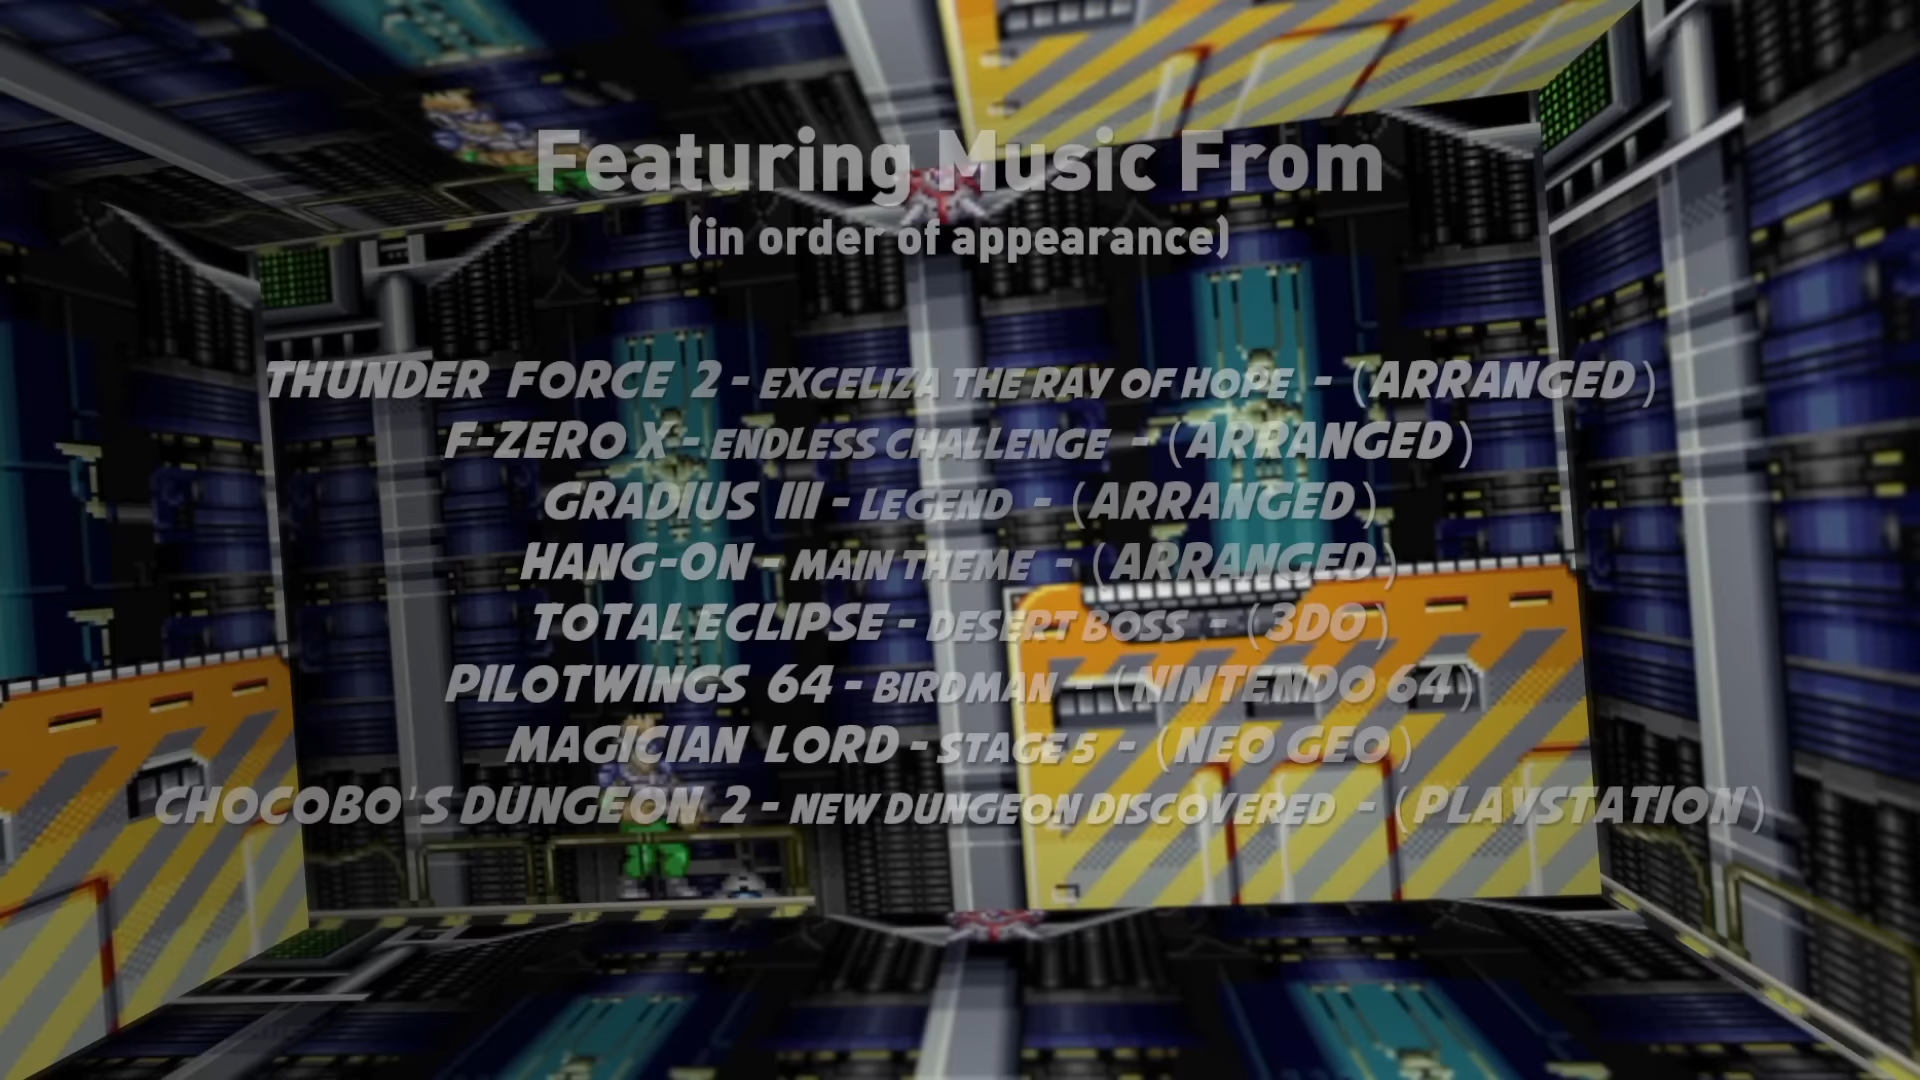 Featuring Music From
(in order of appearance)
THUNDER FORCE 2 - EXCELIZA THE RAY OF HOPE - (ARRANGED)
F-ZERO X - ENDLESS CHALLENGE - (ARRANGED)
GRADIUS III - LEGEND - (ARRANGED)
HANG-ON - MAIN THEME - (ARRANGED)
TOTAL ECLIPSE - DESERT BOSS - (3DO)
PILOTWINGS 64 - BIRDMAN - (NINTENDO 64)
MAGICIAN LORD - STAGE 5 - (NEO GEO)
CHOCOBO'S DUNGEON 2 - NEW DUNGEON DISCOVERED - (PLAYSTATION)